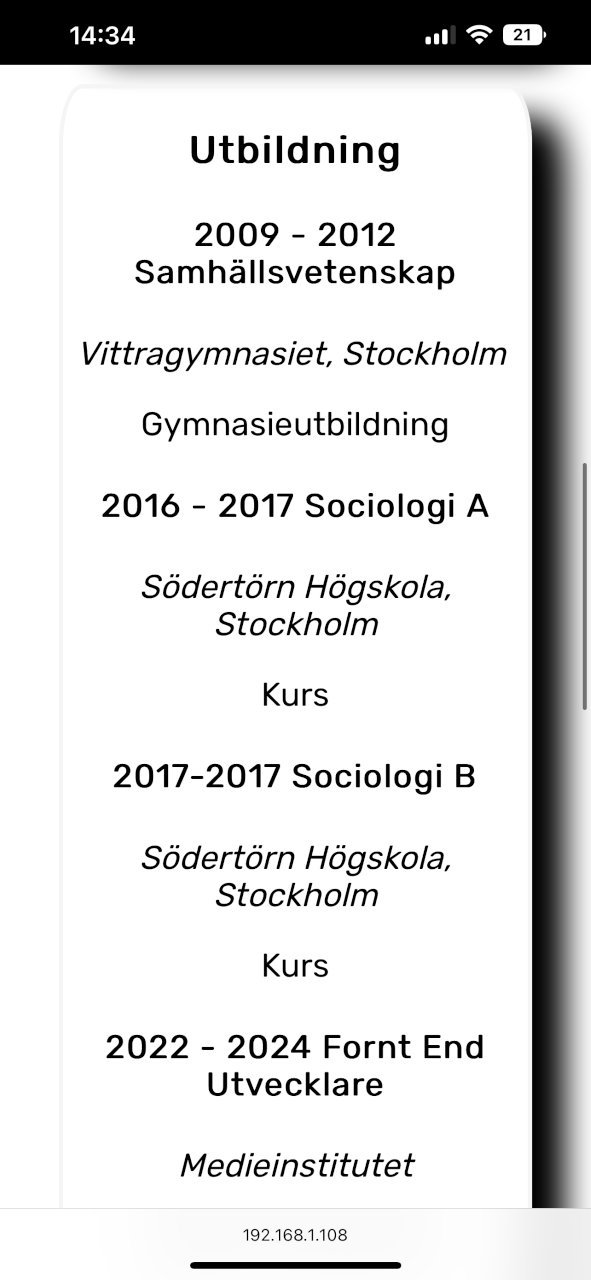 14:34
21
Utbildning
2009 - 2012
Samhällsvetenskap
Vittragymnasiet, Stockholm
Gymnasieutbildning
2016 - 2017 Sociologi A
Södertörn Högskola,
Stockholm
Kurs
2017-2017 Sociologi B
Södertörn Högskola,
Stockholm
Kurs
2022 - 2024 Fornt End
Utvecklare
Medieinstitutet
192.168.1.108